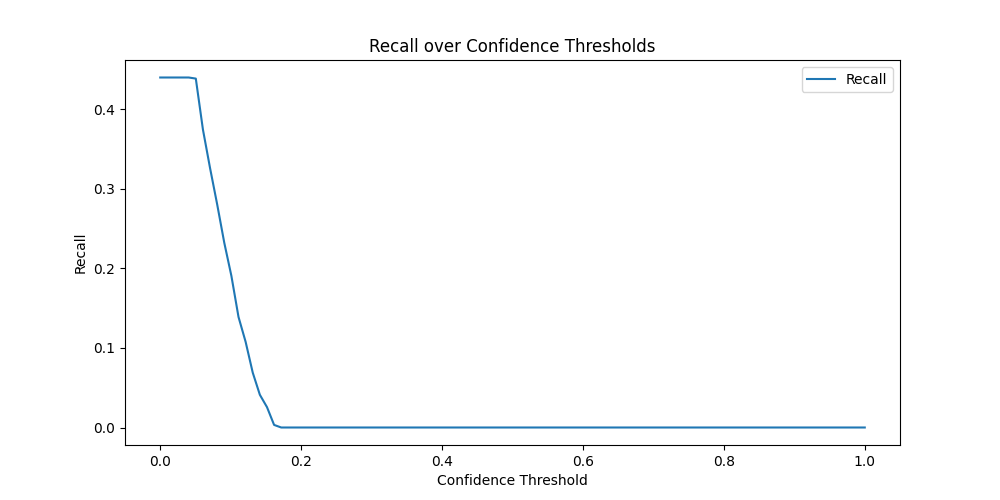 Recall over Confidence Thresholds
Recall
0.4
0.3
0.2
0.1
0.0
Recall
0.0 0.2 0.4 0.6 0.8 1.0
Confidence Threshold